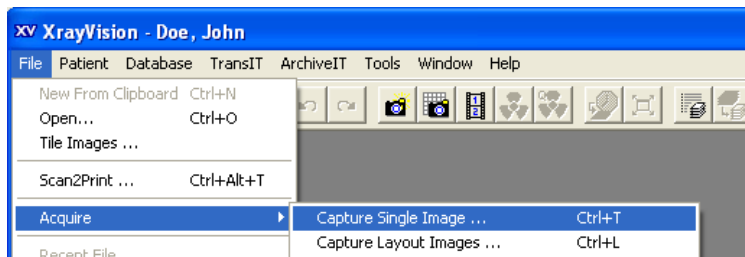 XV XrayVision - Doe, John
File Patient Database TransIT ArchiveIT Tools Window Help
New From Clipboard Ctrl+N
Open... Ctrl+O
Tile Images ...
Scan2Print ... Ctrl+Alt+T
Acquire
Capture Single Image ... Ctrl+T
Capture Layout Images ... Ctrl+L
Recent File